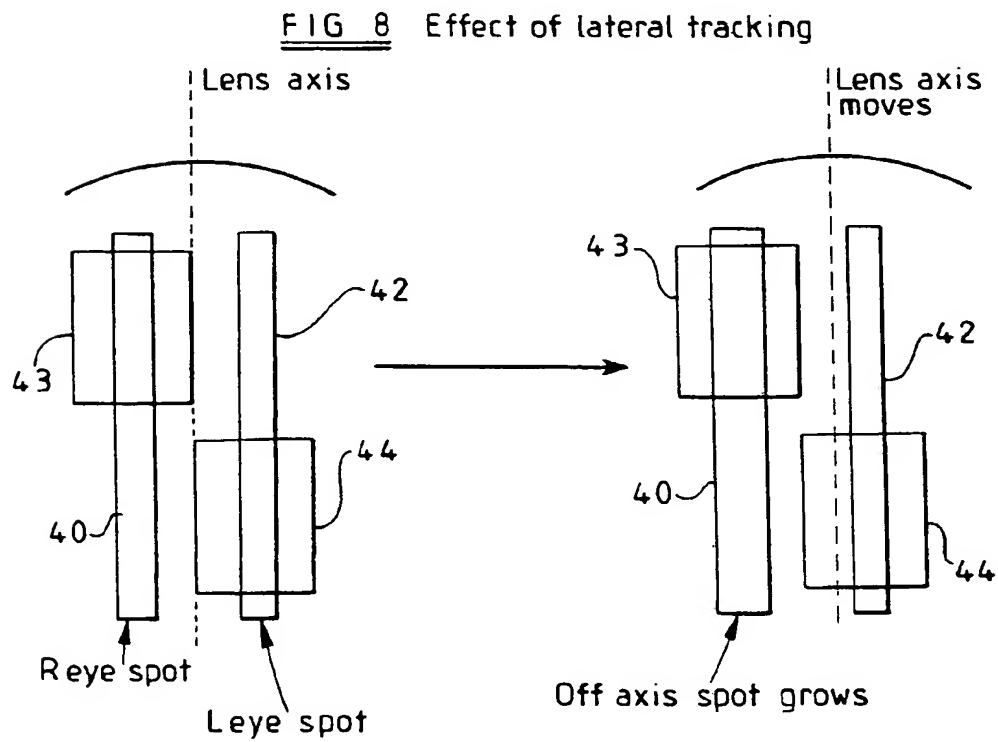 FIG 8 Effect of lateral tracking
Lens axis
Lens axis
moves
43
42
43
42
44
40
40
44
R eye spot
L eye spot
Off axis spot grows